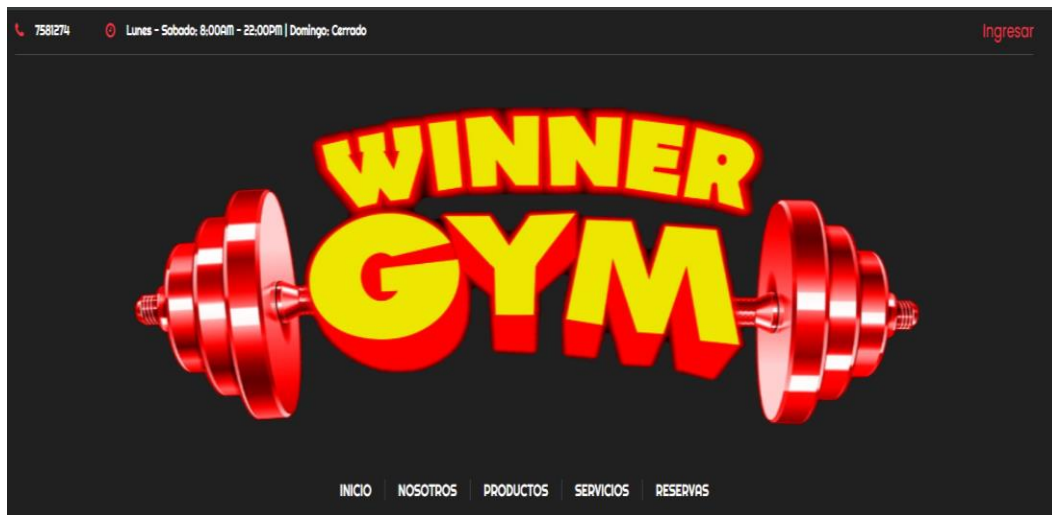 7581274 Lunes - Sabado: 8:00AM - 22:00PM | Domingo: Cerrado Ingresar
WINNER
GYM
INICIO NOSOTROS PRODUCTOS SERVICIOS RESERVAS